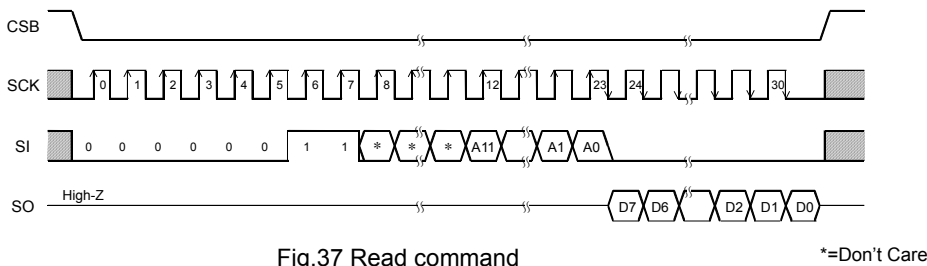 CSB
SCK 0 1 2 3 4 5 6 7 8 12 23 24 30
SI 0 0 0 0 0 0 1 1 * * * A11 A1 A0
High-Z
SO D7 D6 D2 D1 D0
Fig.37 Read command
*=Don't Care